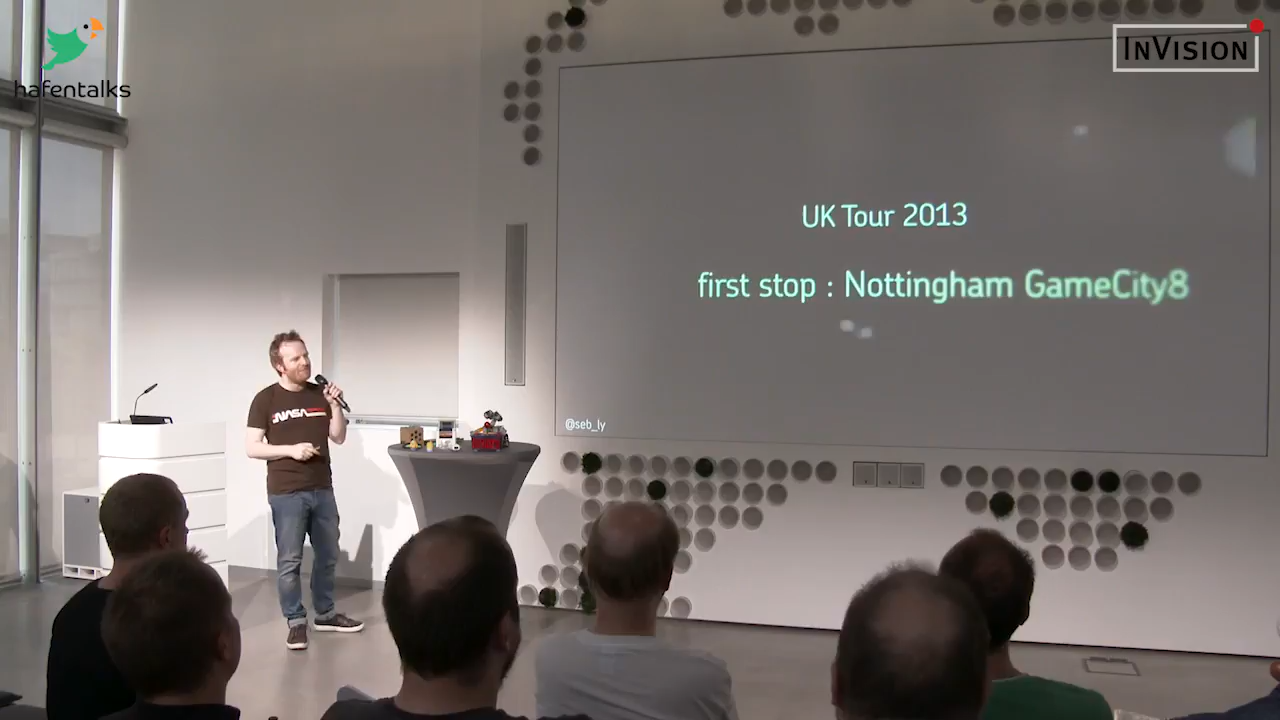 hafentalks
InVision
UK Tour 2013
first stop : Nottingham GameCity8
@seb_ly
NASA